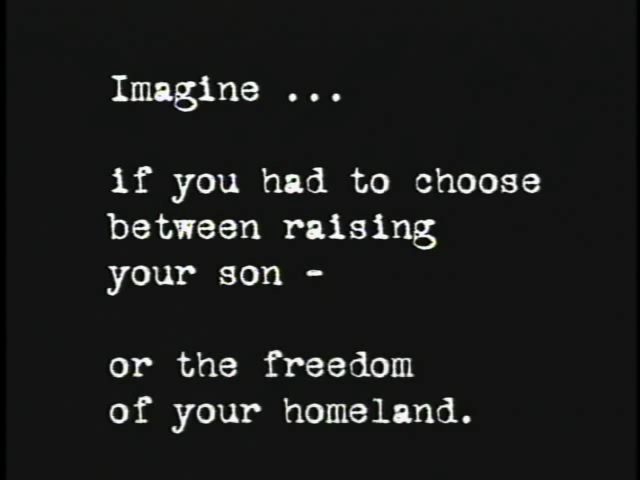 Imagine ...
if you had to choose
between raising
your son -
or the freedom
of your homeland.